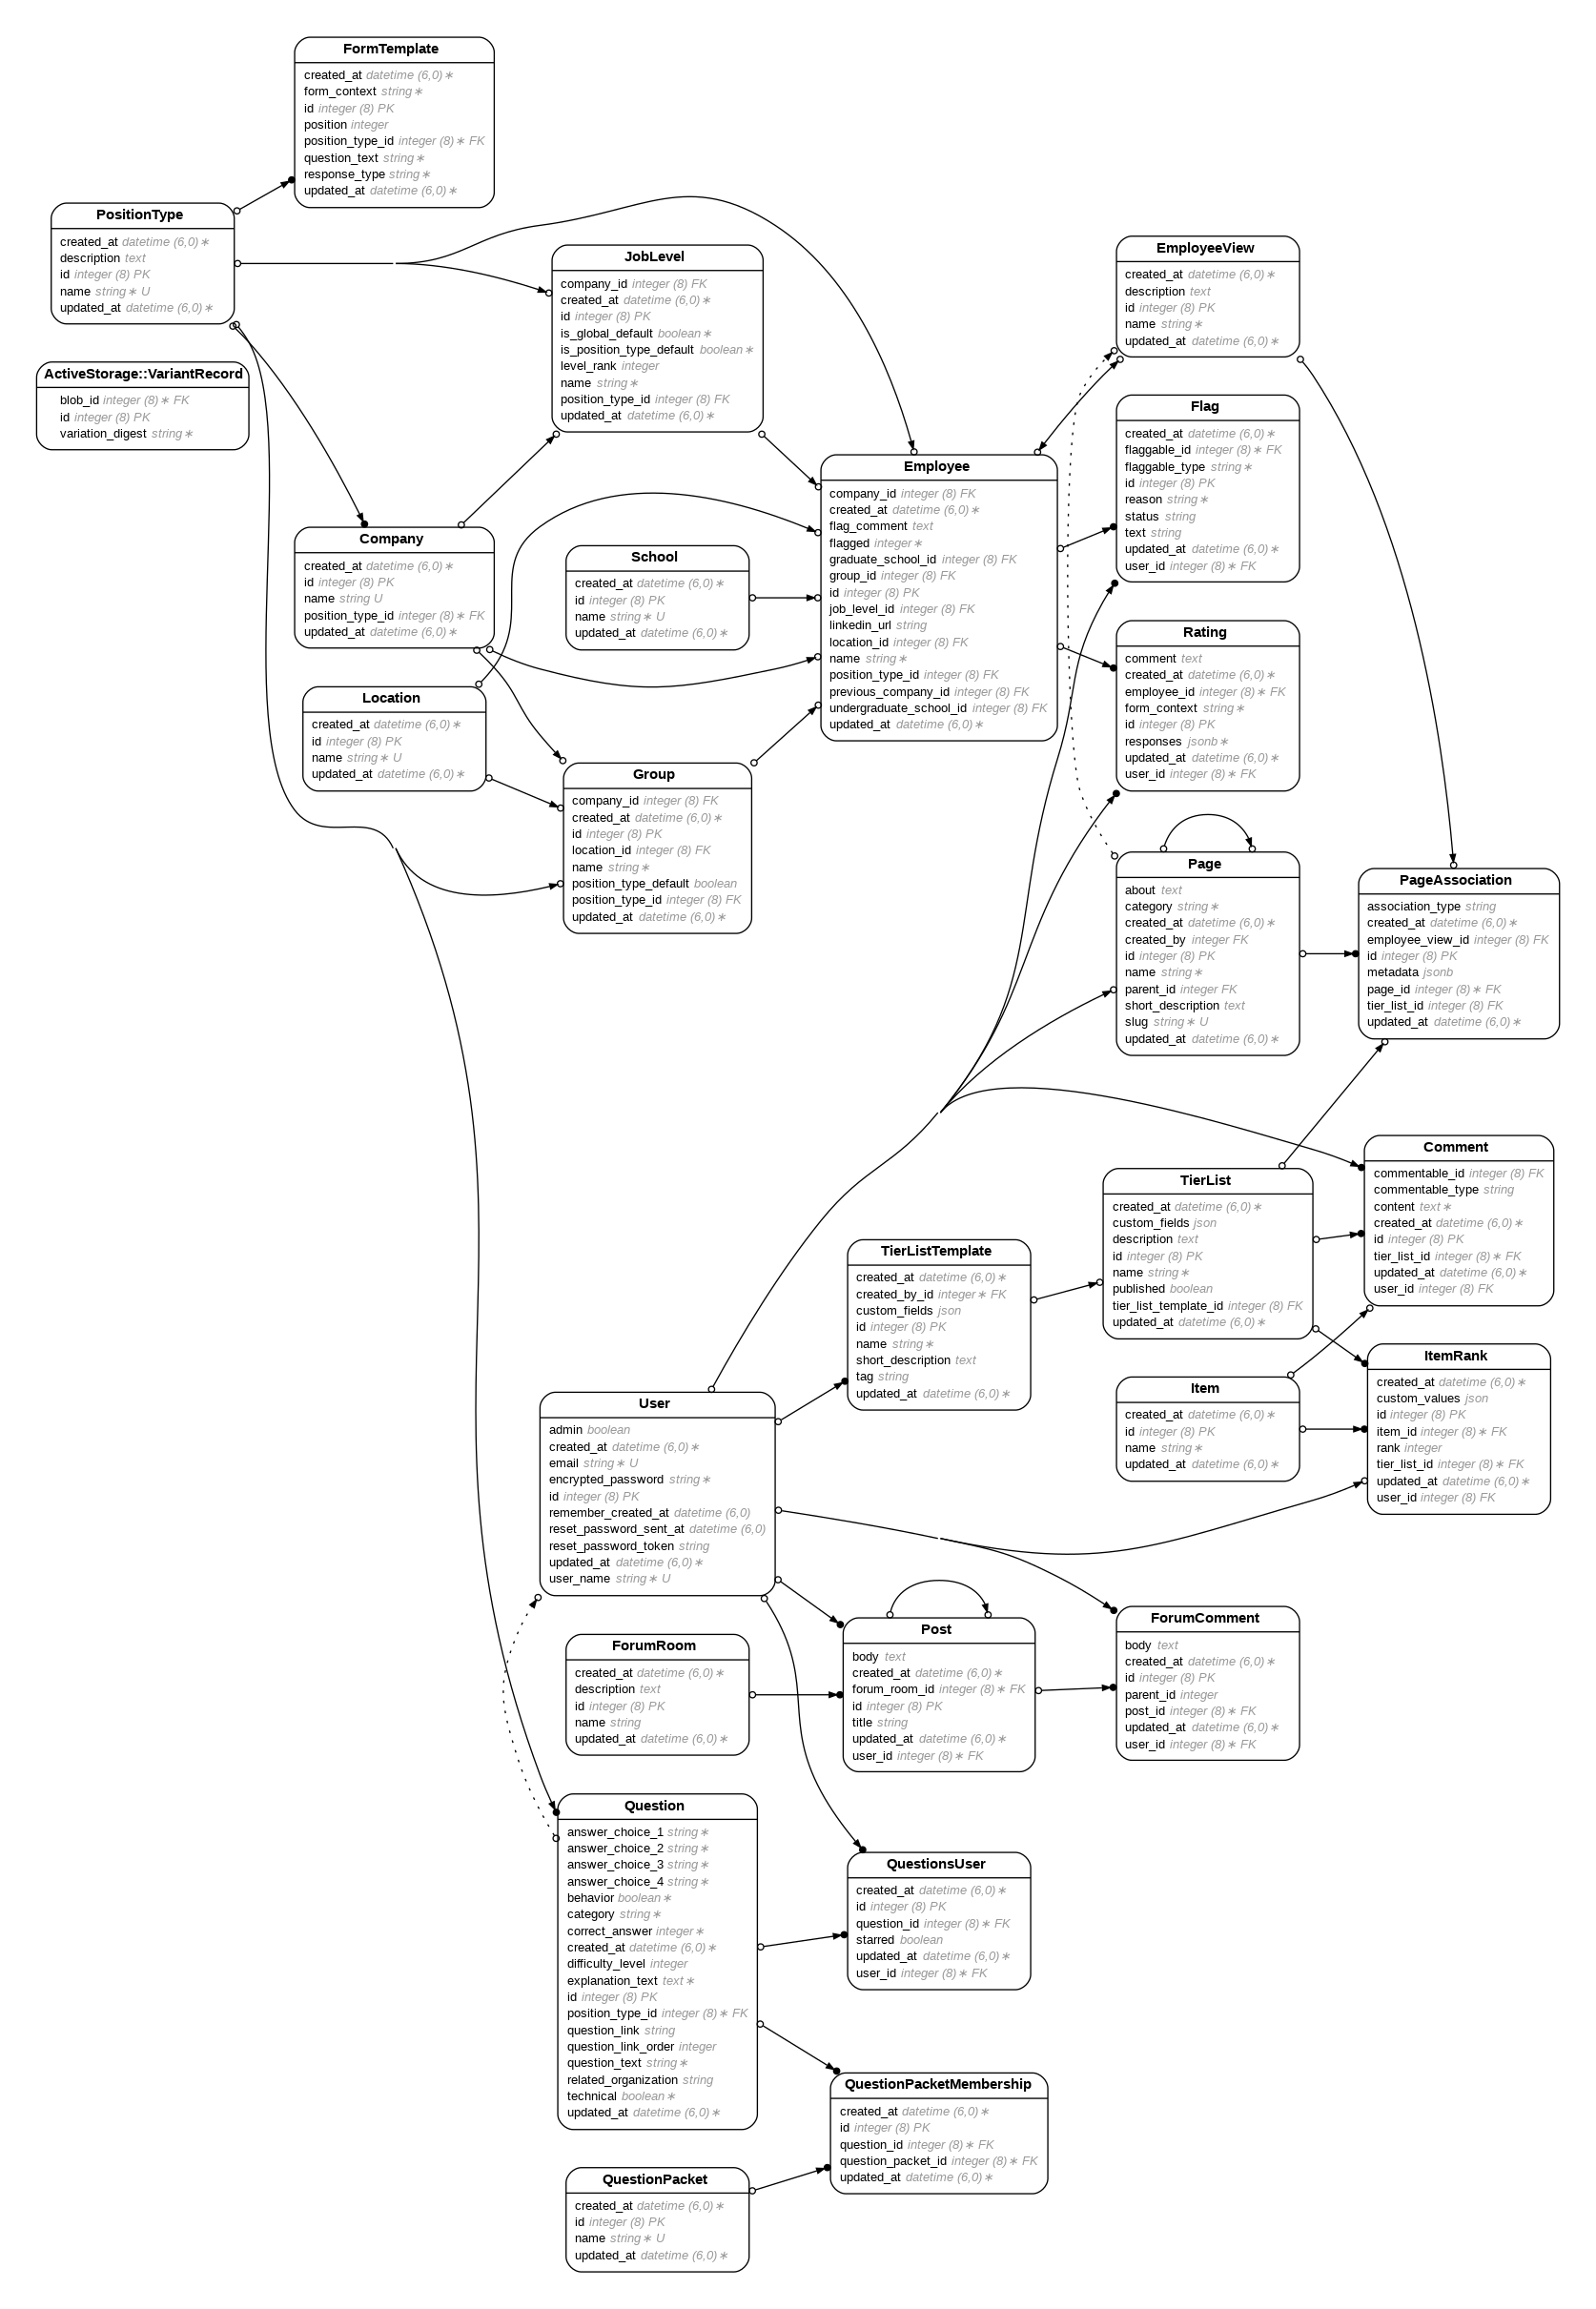 FormTemplate
created_at datetime (6,0)∗
form_context string∗
id integer (8) PK
position integer
position_type_id integer (8)∗ FK
question_text string∗
response_type string∗
updated_at datetime (6,0)∗
PositionType
created_at datetime (6,0)∗
description text
id integer (8) PK
name string∗ U
updated_at datetime (6,0)∗
JobLevel
company_id integer (8) FK
created_at datetime (6,0)∗
id integer (8) PK
is_global_default boolean∗
is_position_type_default boolean∗
level_rank integer
name string∗
position_type_id integer (8) FK
updated_at datetime (6,0)∗
EmployeeView
created_at datetime (6,0)∗
description text
id integer (8) PK
name string∗
updated_at datetime (6,0)∗
ActiveStorage::VariantRecord
blob_id integer (8)∗ FK
id integer (8) PK
variation_digest string∗
Flag
created_at datetime (6,0)∗
flaggable_id integer (8)∗ FK
flaggable_type string∗
id integer (8) PK
reason string∗
status string
text string
updated_at datetime (6,0)∗
user_id integer (8)∗ FK
Employee
company_id integer (8) FK
created_at datetime (6,0)∗
flag_comment text
flagged integer∗
graduate_school_id integer (8) FK
group_id integer (8) FK
id integer (8) PK
job_level_id integer (8) FK
linkedin_url string
location_id integer (8) FK
name string∗
position_type_id integer (8) FK
previous_company_id integer (8) FK
undergraduate_school_id integer (8) FK
updated_at datetime (6,0)∗
Company
created_at datetime (6,0)∗
id integer (8) PK
name string U
position_type_id integer (8)∗ FK
updated_at datetime (6,0)∗
School
created_at datetime (6,0)∗
id integer (8) PK
name string∗ U
updated_at datetime (6,0)∗
Rating
comment text
created_at datetime (6,0)∗
employee_id integer (8)∗ FK
form_context string∗
id integer (8) PK
responses jsonb∗
updated_at datetime (6,0)∗
user_id integer (8)∗ FK
Location
created_at datetime (6,0)∗
id integer (8) PK
name string∗ U
updated_at datetime (6,0)∗
Group
company_id integer (8) FK
created_at datetime (6,0)∗
id integer (8) PK
location_id integer (8) FK
name string∗
position_type_default boolean
position_type_id integer (8) FK
updated_at datetime (6,0)∗
Page
about text
category string∗
created_at datetime (6,0)∗
created_by integer FK
id integer (8) PK
name string∗
parent_id integer FK
short_description text
slug string∗ U
updated_at datetime (6,0)∗
PageAssociation
association_type string
created_at datetime (6,0)∗
employee_view_id integer (8) FK
id integer (8) PK
metadata jsonb
page_id integer (8)∗ FK
tier_list_id integer (8) FK
updated_at datetime (6,0)∗
Comment
commentable_id integer (8) FK
commentable_type string
content text∗
created_at datetime (6,0)∗
id integer (8) PK
tier_list_id integer (8)∗ FK
updated_at datetime (6,0)∗
user_id integer (8) FK
TierList
created_at datetime (6,0)∗
custom_fields json
description text
id integer (8) PK
name string∗
published boolean
tier_list_template_id integer (8) FK
updated_at datetime (6,0)∗
TierListTemplate
created_at datetime (6,0)∗
created_by_id integer∗ FK
custom_fields json
id integer (8) PK
name string∗
short_description text
tag string
updated_at datetime (6,0)∗
ItemRank
created_at datetime (6,0)∗
custom_values json
id integer (8) PK
item_id integer (8)∗ FK
rank integer
tier_list_id integer (8)∗ FK
updated_at datetime (6,0)∗
user_id integer (8) FK
Item
created_at datetime (6,0)∗
id integer (8) PK
name string∗
updated_at datetime (6,0)∗
User
admin boolean
created_at datetime (6,0)∗
email string∗ U
encrypted_password string∗
id integer (8) PK
remember_created_at datetime (6,0)
reset_password_sent_at datetime (6,0)
reset_password_token string
updated_at datetime (6,0)∗
user_name string∗ U
ForumRoom
created_at datetime (6,0)∗
description text
id integer (8) PK
name string
updated_at datetime (6,0)∗
Post
body text
created_at datetime (6,0)∗
forum_room_id integer (8)∗ FK
id integer (8) PK
title string
updated_at datetime (6,0)∗
user_id integer (8)∗ FK
ForumComment
body text
created_at datetime (6,0)∗
id integer (8) PK
parent_id integer
post_id integer (8)∗ FK
updated_at datetime (6,0)∗
user_id integer (8)∗ FK
Question
answer_choice_1 string∗
answer_choice_2 string∗
answer_choice_3 string∗
answer_choice_4 string∗
behavior boolean∗
category string∗
correct_answer integer∗
created_at datetime (6,0)∗
difficulty_level integer
explanation_text text∗
id integer (8) PK
position_type_id integer (8)∗ FK
question_link string
question_link_order integer
question_text string∗
related_organization string
technical boolean∗
updated_at datetime (6,0)∗
QuestionsUser
created_at datetime (6,0)∗
id integer (8) PK
question_id integer (8)∗ FK
starred boolean
updated_at datetime (6,0)∗
user_id integer (8)∗ FK
QuestionPacketMembership
created_at datetime (6,0)∗
id integer (8) PK
question_id integer (8)∗ FK
question_packet_id integer (8)∗ FK
updated_at datetime (6,0)∗
QuestionPacket
created_at datetime (6,0)∗
id integer (8) PK
name string∗ U
updated_at datetime (6,0)∗